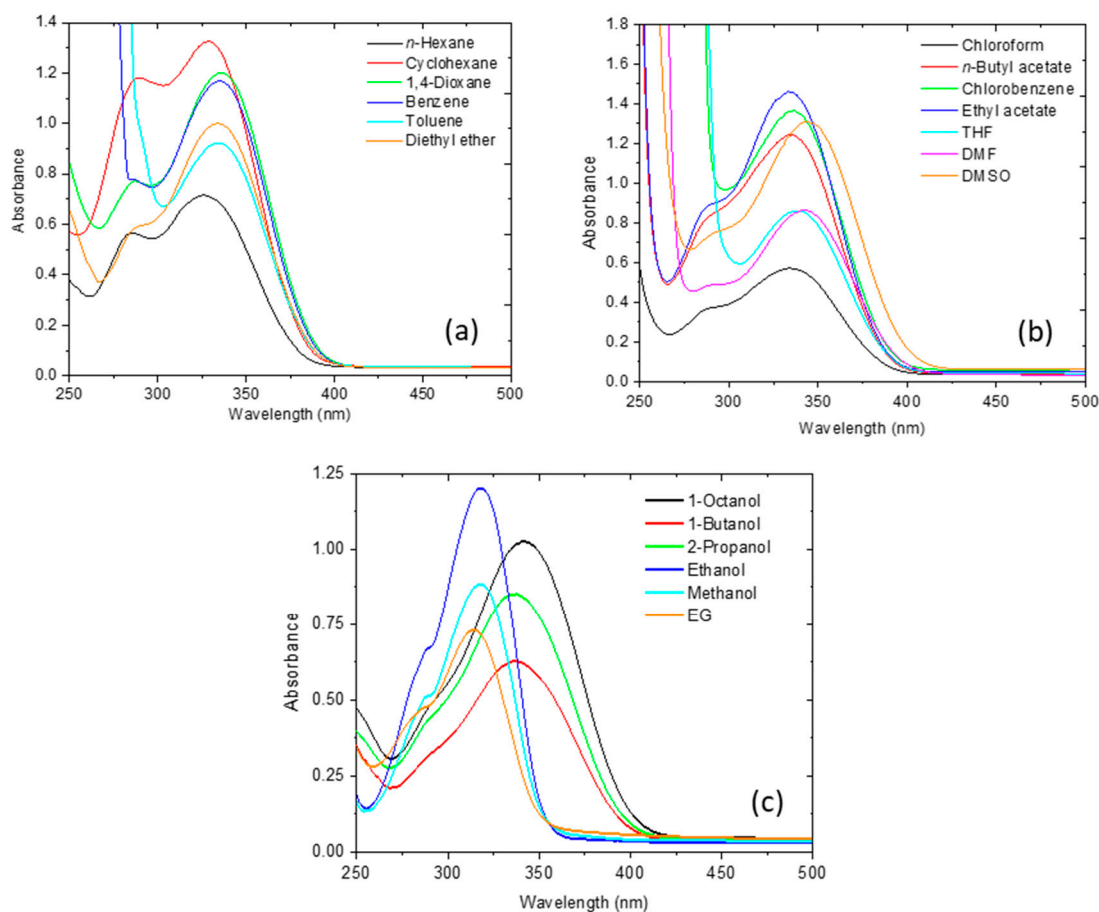 1.4
1.2
1.0
0.8
0.6
0.4
0.2
0.0
Absorbance
n-Hexane
Cyclohexane
1,4-Dioxane
Benzene
Toluene
Diethyl ether
(a)
250 300 350 400 450 500
Wavelength (nm)
1.8
1.6
1.4
1.2
1.0
0.8
0.6
0.4
0.2
0.0
Absorbance
Chloroform
n-Butyl acetate
Chlorobenzene
Ethyl acetate
THF
DMF
DMSO
(b)
250 300 350 400 450 500
Wavelength (nm)
1.25
1.00
0.75
0.50
0.25
0.00
Absorbance
1-Octanol
1-Butanol
2-Propanol
Ethanol
Methanol
EG
(c)
250 300 350 400 450 500
Wavelength (nm)